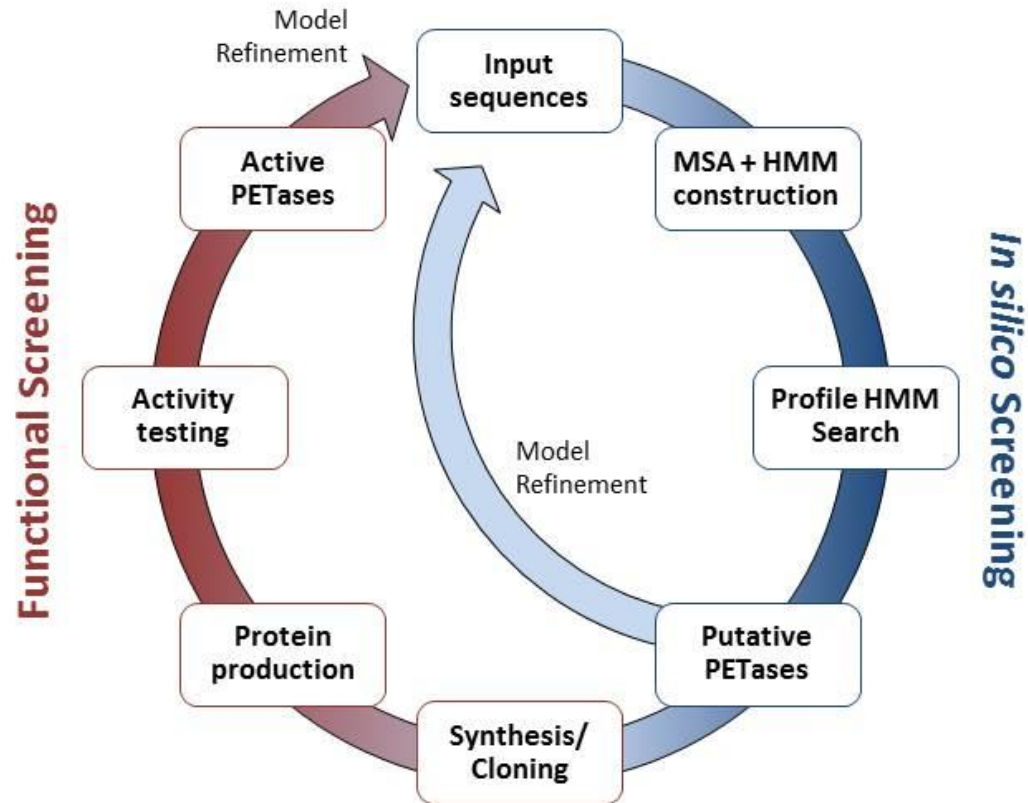 Model
Refinement
Input
sequences
MSA + HMM
construction
Profile HMM
Search
Putative
PETases
Synthesis/
Cloning
Protein
production
Activity
testing
Active
PETases
Model
Refinement
Functional Screening
In silico Screening